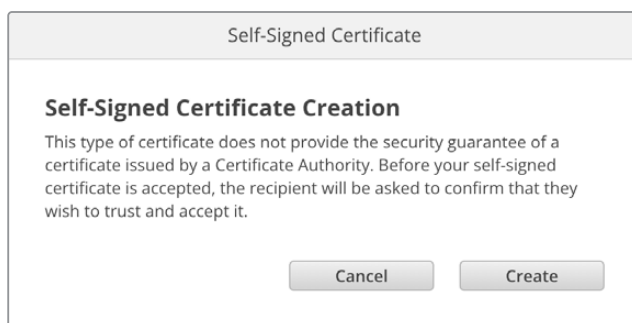 Self-Signed Certificate
Self-Signed Certificate Creation
This type of certificate does not provide the security guarantee of a
certificate issued by a Certificate Authority. Before your self-signed
certificate is accepted, the recipient will be asked to confirm that they
wish to trust and accept it.
Cancel Create